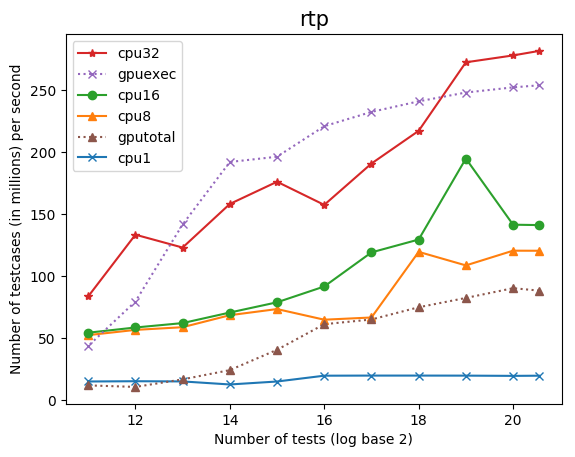 rtp
cpu32
gpuexec
cpu16
cpu8
gputotal
cpu1
Number of testcases (in millions) per second
250
200
150
100
50
0
12
14
16
18
20
Number of tests (log base 2)